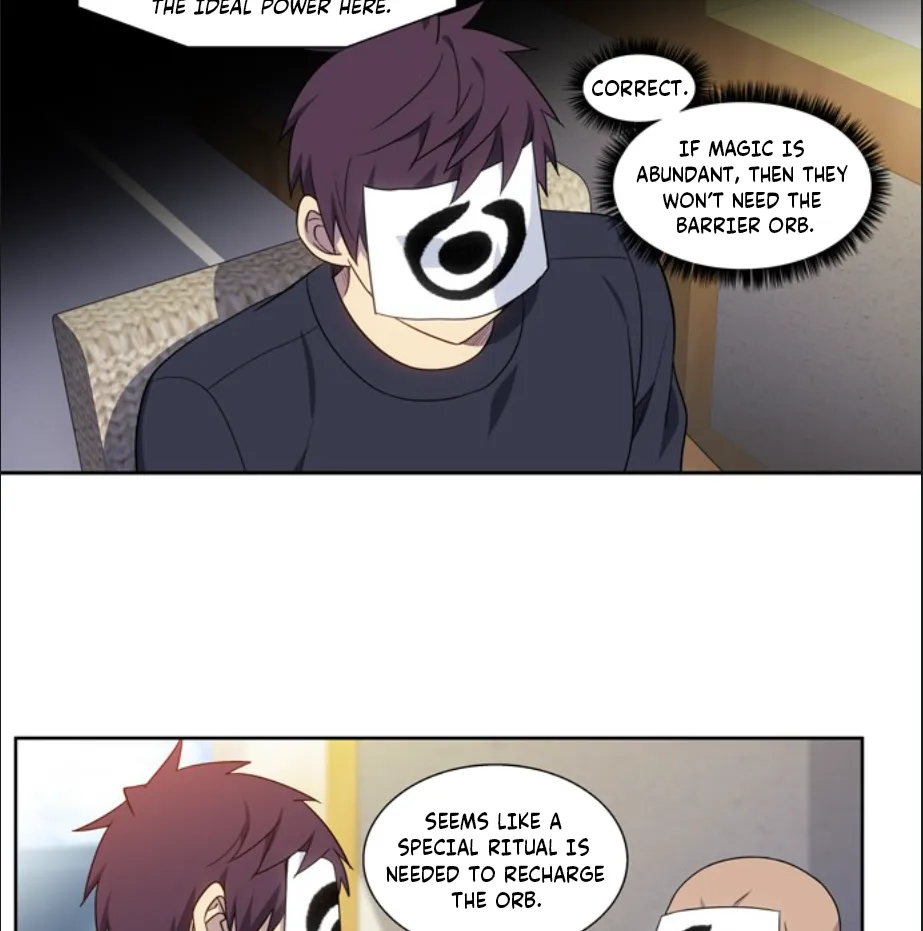 THE IDEAL POWER HERE.
CORRECT.
IF MAGIC IS
ABUNDANT, THEN THEY
WON'T NEED THE
BARRIER ORB.
SEEMS LIKE A
SPECIAL RITUAL IS
NEEDED TO RECHARGE
THE ORB.